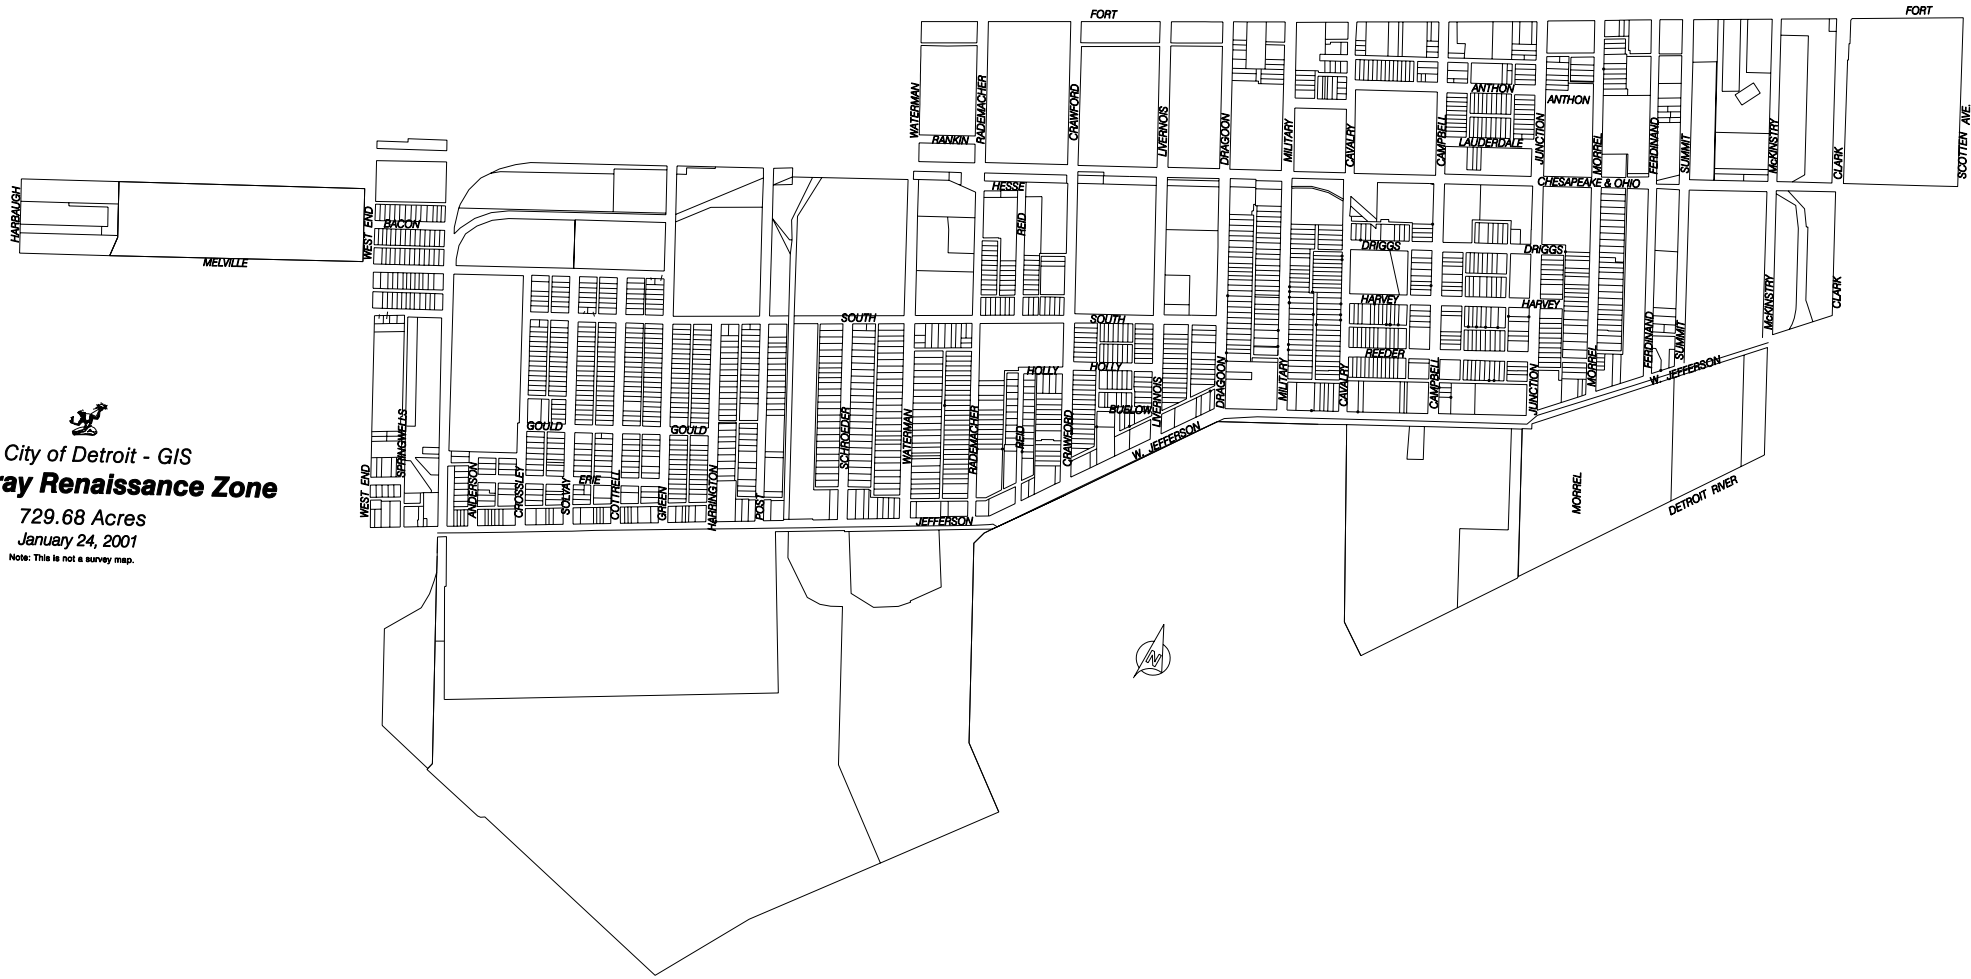 FORT
FORT
WATERMAN
RADEMACHER
CRAWFORD
LIVERNOIS
DRAGOON
MILITARY
CAVALRY
CAMPBELL
JUNCTION
MORREL
FERDINAND
SUMMIT
McKINSTRY
CLARK
SCOTTEN AVE.
ANTHON
ANTHON
RANKIN
LAUDERDALE
HARBAUGH
WEST END
BACON
MELVILLE
HESSE
REID
CHESAPEAKE & OHIO
DRIGGS
DRIGGS
HARVEY
HARVEY
McKINSTRY
CLARK
SOUTH
SOUTH
REEDER
HOLLY
HOLLY
BUSLOW
LIVERNOIS
DRAGOON
MILITARY
CAVALRY
CAMPBELL
JUNCTION
MORREL
FERDINAND
SUMMIT
W. JEFFERSON
W. JEFFERSON
SPRINGWELLS
GOULD
GOULD
SCHROEDER
WATERMAN
RADEMACHER
REID
CRAWFORD
WEST END
ANDERSON
CROSSLEY
SOLVAY
ERIE
COTTRELL
GREEN
HARRINGTON
POST
JEFFERSON
MORREL
DETROIT RIVER
City of Detroit - GIS
ray Renaissance Zone
729.68 Acres
January 24, 2001
Note: This is not a survey map.
N